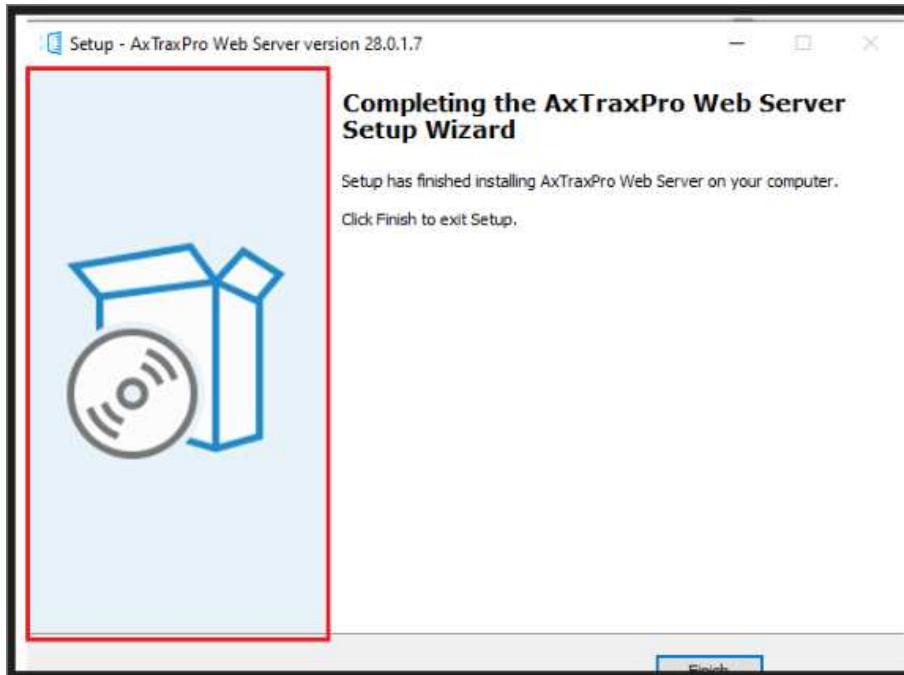 Setup - AxTraxPro Web Server version 28.0.1.7
Completing the AxTraxPro Web Server
Setup Wizard
Setup has finished installing AxTraxPro Web Server on your computer.
Click Finish to exit Setup.
Finish